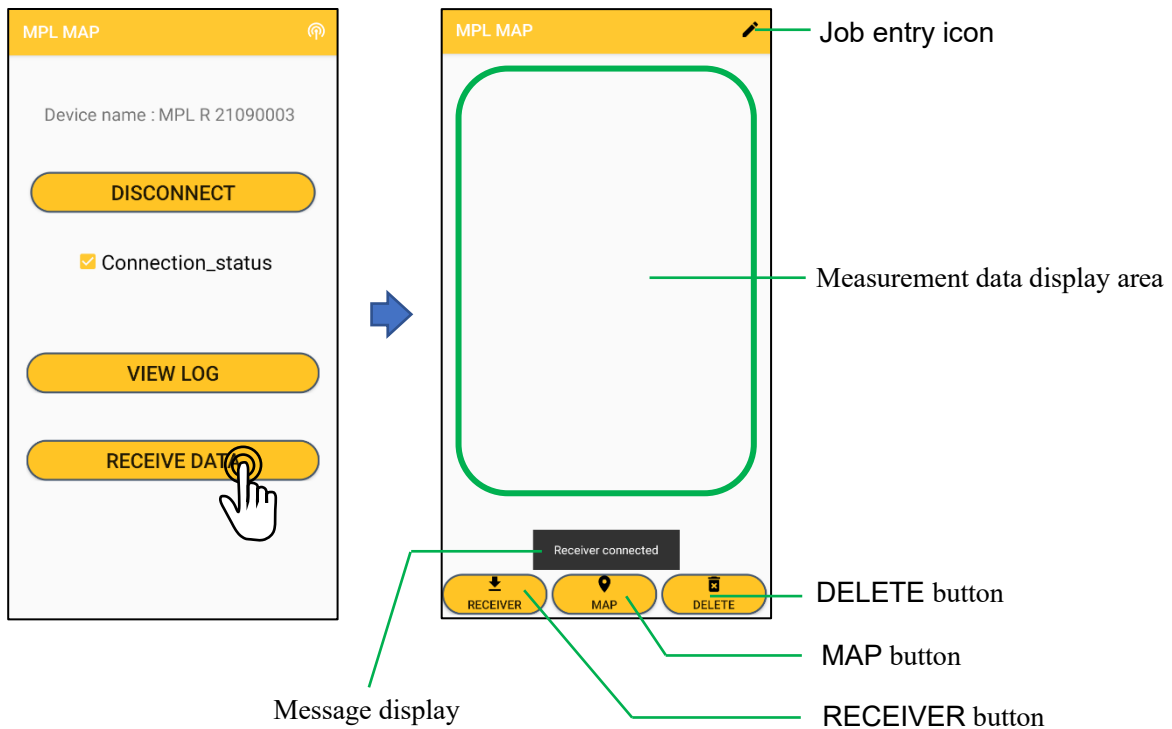 MPL MAP
Device name : MPL R 21090003
DISCONNECT
Connection_status
VIEW LOG
RECEIVE DATA
MPL MAP
Job entry icon
Measurement data display area
Receiver connected
RECEIVER
MAP
DELETE
DELETE button
MAP button
RECEIVER button
Message display